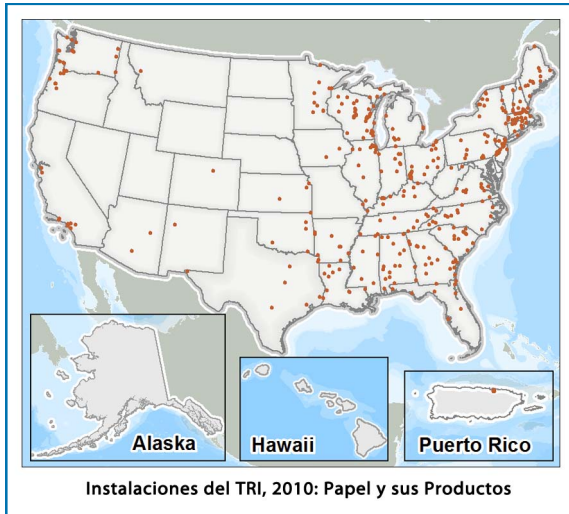 Alaska
Hawaii
Puerto Rico
Instalaciones del TRI, 2010: Papel y sus Productos